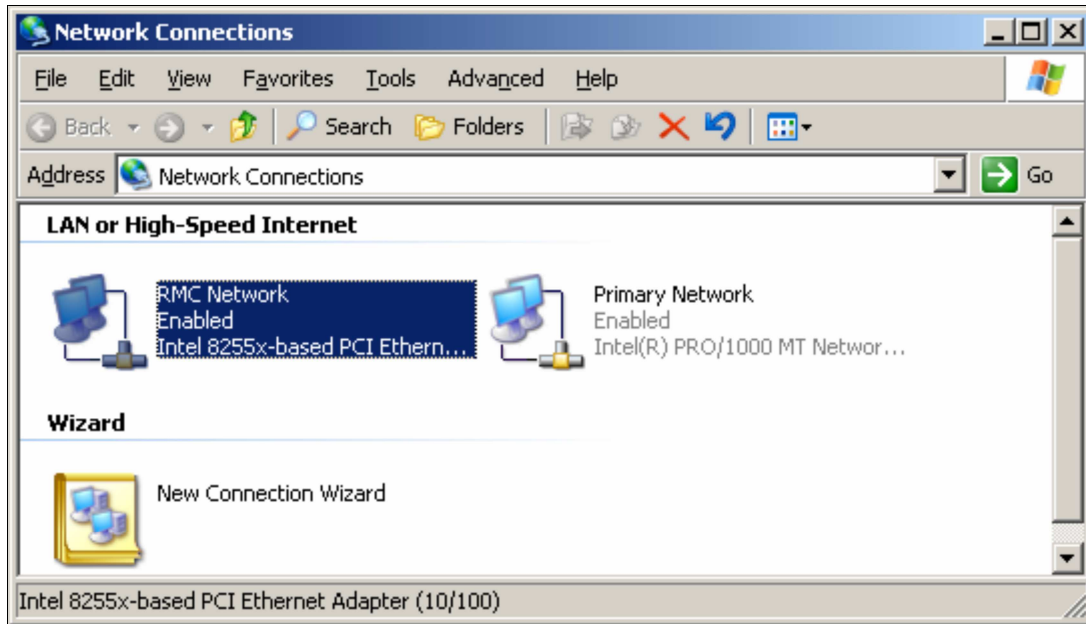 Network Connections
File Edit View Favorites Tools Advanced Help
Back Search Folders
Address Network Connections Go
LAN or High-Speed Internet
RMC Network
Enabled
Intel 8255x-based PCI Ethern...
Primary Network
Enabled
Intel(R) PRO/1000 MT Networ...
Wizard
New Connection Wizard
Intel 8255x-based PCI Ethernet Adapter (10/100)